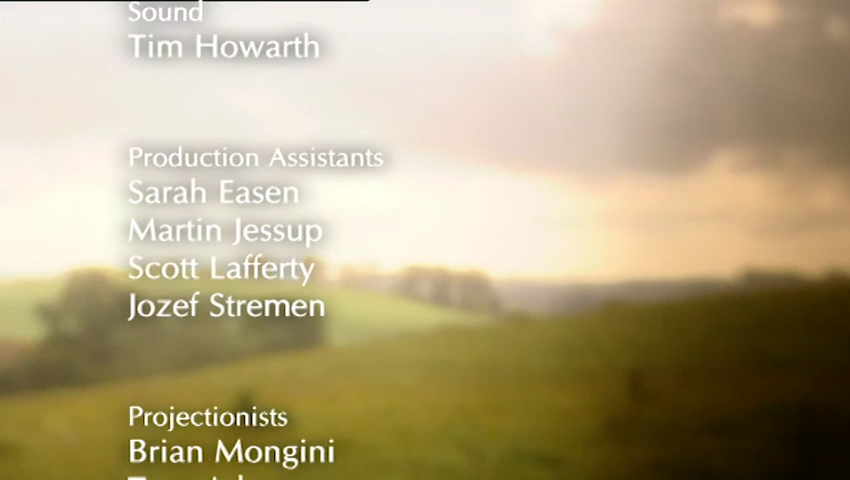 Sound
Tim Howarth
Production Assistants
Sarah Easen
Martin Jessup
Scott Lafferty
Jozef Stremen
Projectionists
Brian Mongini